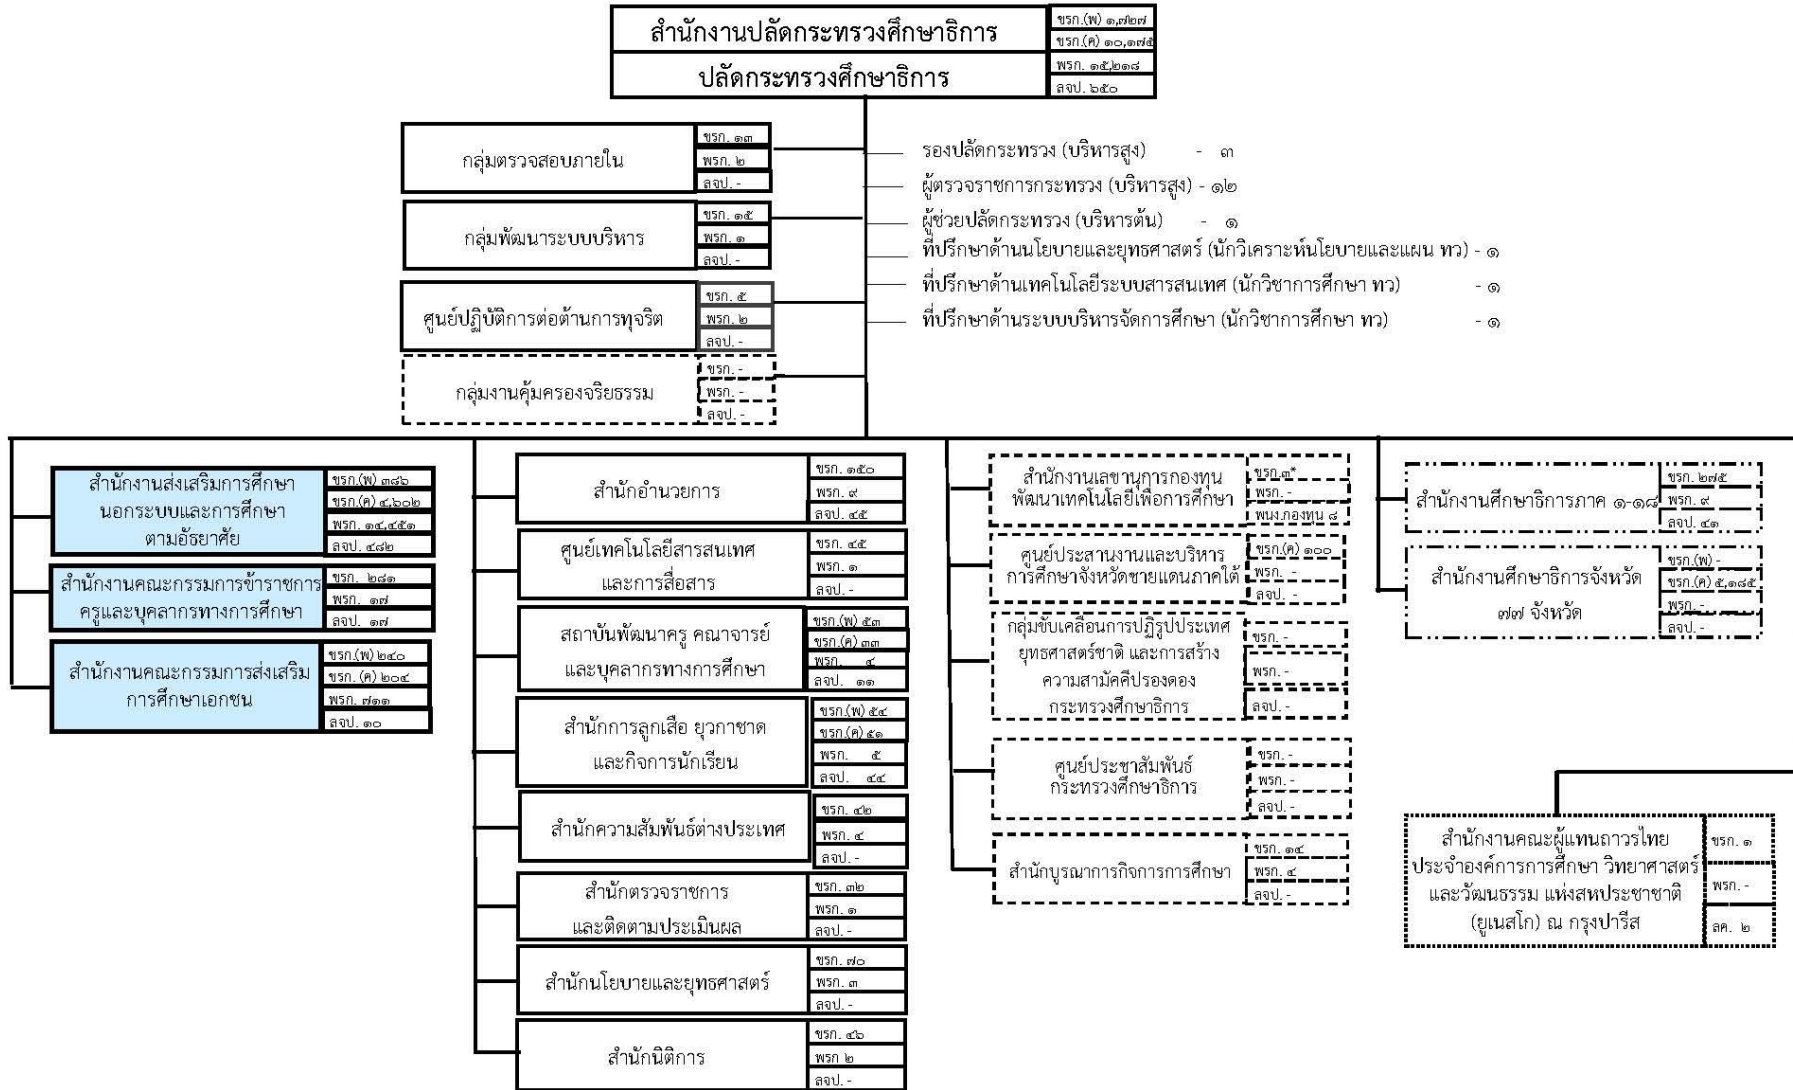 สำนักงานปลัดกระทรวงศึกษาธิการ
ปลัดกระทรวงศึกษาธิการ
ขรก.(พ) ๑,๗๒๗
ขรก.(ค) ๑๐,๑๗๕
พรก. ๑๕,๒๑๘
ลจป. ๖๕๐
กลุ่มตรวจสอบภายใน
ขรก. ๑๓
พรก. ๒
ลจป. -
กลุ่มพัฒนาระบบบริหาร
ขรก. ๑๕
พรก. ๑
ลจป. -
ศูนย์ปฏิบัติการต่อต้านการทุจริต
ขรก. ๕
พรก. ๒
ลจป. -
กลุ่มงานคุ้มครองจริยธรรม
ขรก. -
พรก. -
ลจป. -
รองปลัดกระทรวง (บริหารสูง) - ๓
ผู้ตรวจราชการกระทรวง (บริหารสูง) - ๑๒
ผู้ช่วยปลัดกระทรวง (บริหารต้น) - ๑
ที่ปรึกษาด้านนโยบายและยุทธศาสตร์ (นักวิเคราะห์นโยบายและแผน ทว) - ๑
ที่ปรึกษาด้านเทคโนโลยีระบบสารสนเทศ (นักวิชาการศึกษา ทว) - ๑
ที่ปรึกษาด้านระบบบริหารจัดการศึกษา (นักวิชาการศึกษา ทว) - ๑
สำนักงานส่งเสริมการศึกษา
นอกระบบและการศึกษา
ตามอัธยาศัย
ขรก.(พ) ๓๘๖
ขรก.(ค) ๔,๖๐๒
พรก. ๑๔,๔๕๑
ลจป. ๔๘๒
สำนักงานคณะกรรมการข้าราชการ
ครูและบุคลากรทางการศึกษา
ขรก. ๒๘๑
พรก. ๑๗
ลจป. ๑๗
สำนักงานคณะกรรมการส่งเสริม
การศึกษาเอกชน
ขรก.(พ) ๒๔๐
ขรก.(ค) ๒๐๔
พรก. ๗๑๑
ลจป. ๑๐
สำนักอำนวยการ
ขรก. ๑๕๐
พรก. ๙
ลจป. ๔๕
ศูนย์เทคโนโลยีสารสนเทศ
และการสื่อสาร
ขรก. ๔๕
พรก. ๑
ลจป. -
สถาบันพัฒนาครู คณาจารย์
และบุคลากรทางการศึกษา
ขรก.(พ) ๕๓
ขรก.(ค) ๓๓
พรก. ๔
ลจป. ๑๑
สำนักการลูกเสือ ยุวกาชาด
และกิจการนักเรียน
ขรก.(พ) ๕๔
ขรก.(ค) ๕๑
พรก. ๕
ลจป. ๔๔
สำนักความสัมพันธ์ต่างประเทศ
ขรก. ๔๒
พรก. ๔
ลจป. -
สำนักตรวจราชการ
และติดตามประเมินผล
ขรก. ๓๒
พรก. ๑
ลจป. -
สำนักนโยบายและยุทธศาสตร์
ขรก. ๗๐
พรก. ๓
ลจป. -
สำนักนิติการ
ขรก. ๔๖
พรก ๒
ลจป. -
สำนักงานเลขานุการกองทุน
พัฒนาเทคโนโลยีเพื่อการศึกษา
ขรก.๓*
พรก. -
พนง.กองทุน ๘
ศูนย์ประสานงานและบริหาร
การศึกษาจังหวัดชายแดนภาคใต้
ขรก.(ค) ๑๐๐
พรก. -
ลจป. -
กลุ่มขับเคลื่อนการปฏิรูปประเทศ
ยุทธศาสตร์ชาติ และการสร้าง
ความสามัคคีปรองดอง
กระทรวงศึกษาธิการ
ขรก. -
พรก. -
ลจป. -
ศูนย์ประชาสัมพันธ์
กระทรวงศึกษาธิการ
ขรก. -
พรก. -
ลจป. -
สำนักบูรณาการกิจการการศึกษา
ขรก. ๑๔
พรก. ๔
ลจป. -
สำนักงานศึกษาธิการภาค ๑-๑๘
ขรก. ๒๗๕
พรก. ๙
ลจป. ๔๑
สำนักงานศึกษาธิการจังหวัด
๗๗ จังหวัด
ขรก.(พ) -
ขรก.(ค) ๕,๑๘๕
พรก. -
ลจป. -
สำนักงานคณะผู้แทนถาวรไทย
ประจำองค์การการศึกษา วิทยาศาสตร์
และวัฒนธรรม แห่งสหประชาชาติ
(ยูเนสโก) ณ กรุงปารีส
ขรก. ๑
พรก. -
ลค. ๒